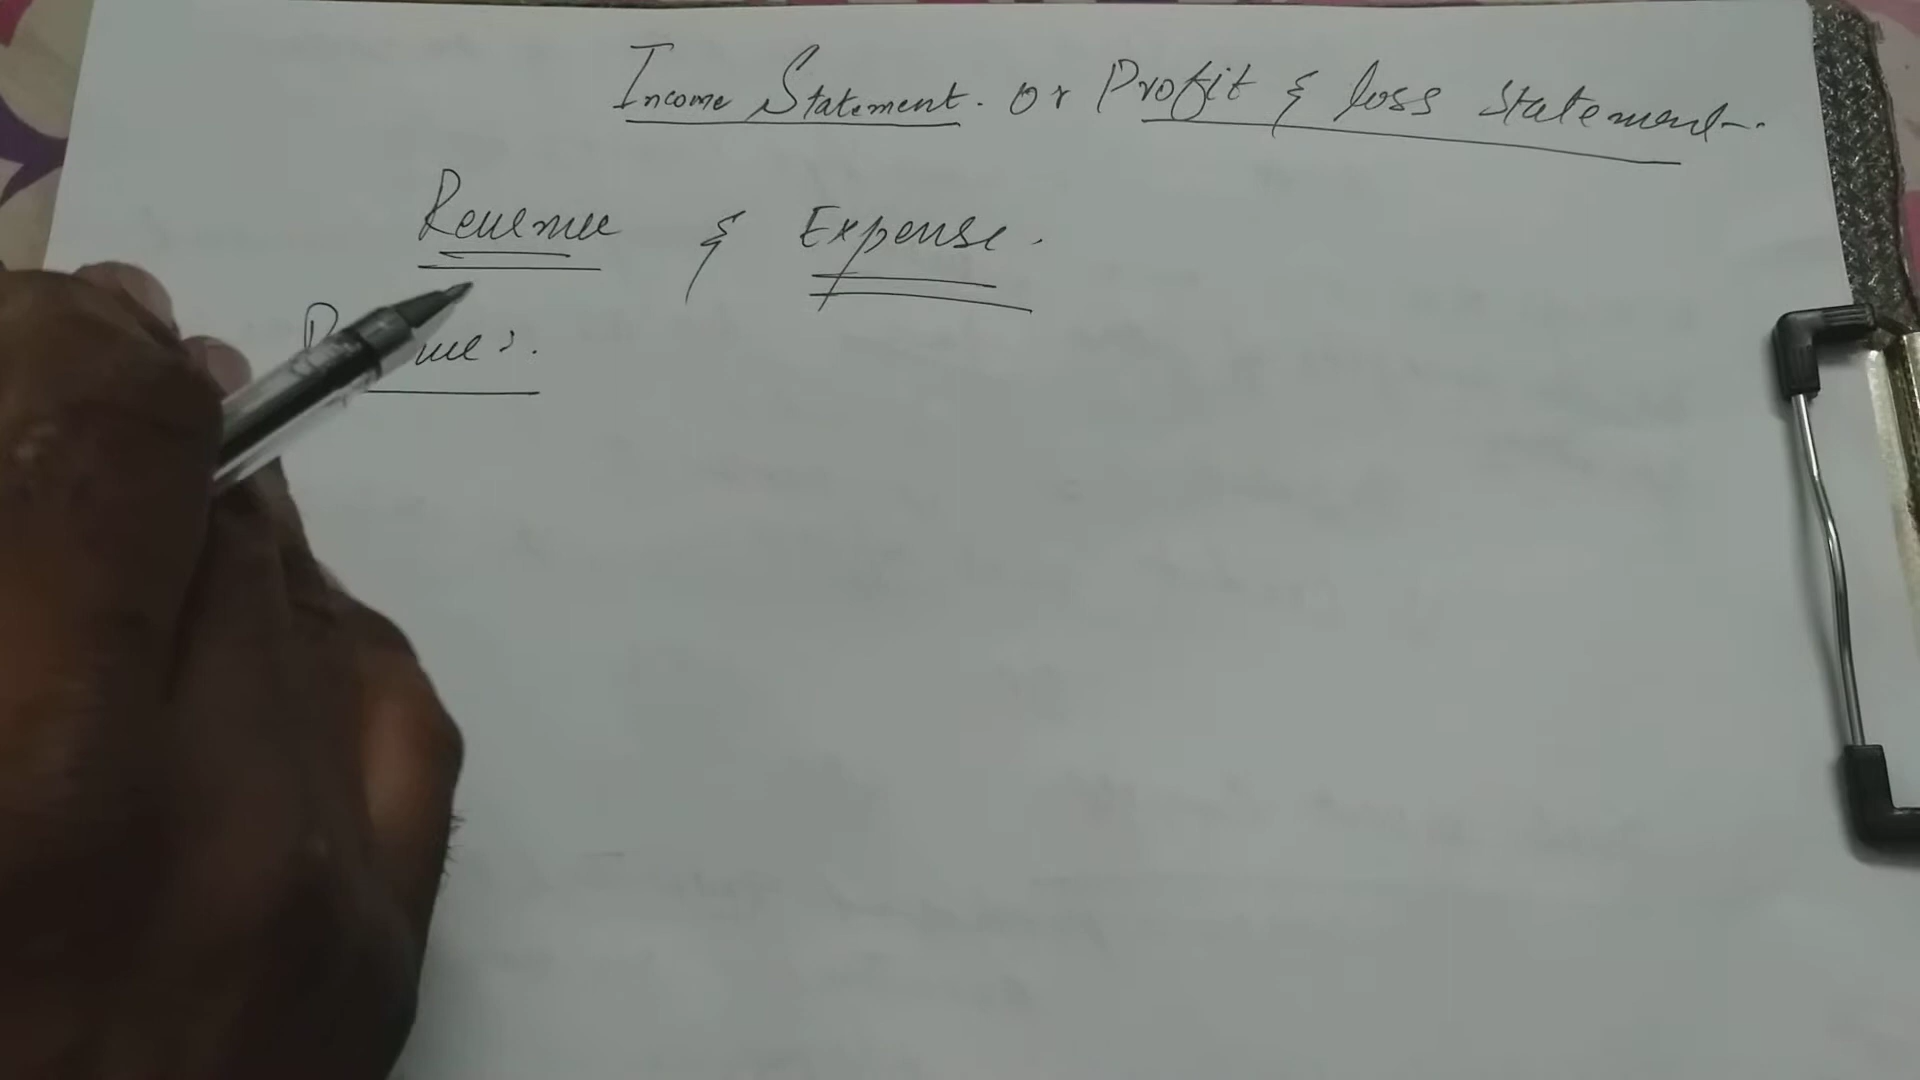 Income Statement. or Profit & loss statement.
Revenue & Expense.